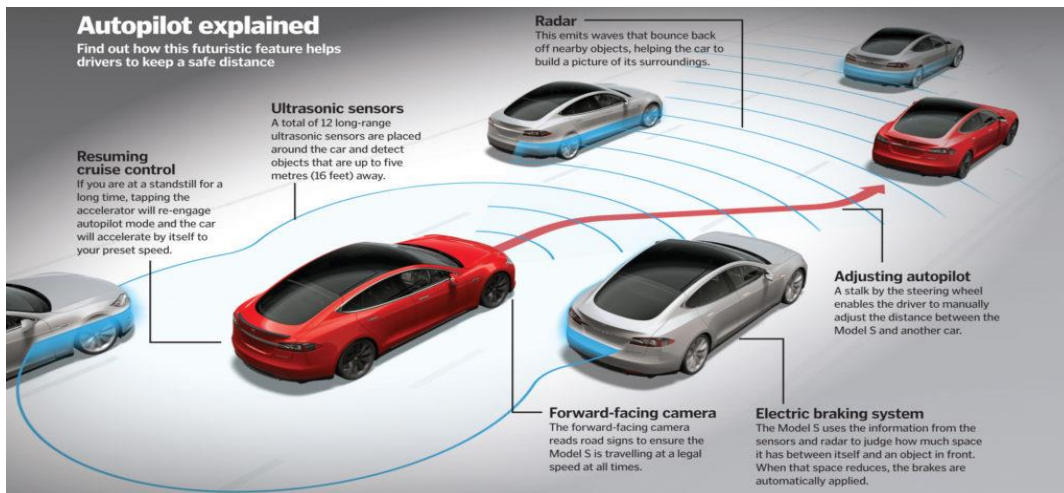 Autopilot explained
Find out how this futuristic feature helps
drivers to keep a safe distance
Radar
This emits waves that bounce back
off nearby objects, helping the car to
build a picture of its surroundings.
Ultrasonic sensors
A total of 12 long-range
ultrasonic sensors are placed
around the car and detect
objects that are up to five
metres (16 feet) away.
Resuming
cruise control
If you are at a standstill for a
long time, tapping the
accelerator will re-engage
autopilot mode and the car
will accelerate by itself to
your preset speed.
Adjusting autopilot
A stalk by the steering wheel
enables the driver to manually
adjust the distance between the
Model S and another car.
Forward-facing camera
The forward-facing camera
reads road signs to ensure the
Model S is travelling at a legal
speed at all times.
Electric braking system
The Model S uses the information from the
sensors and radar to judge how much space
it has between itself and an object in front.
When that space reduces, the brakes are
automatically applied.